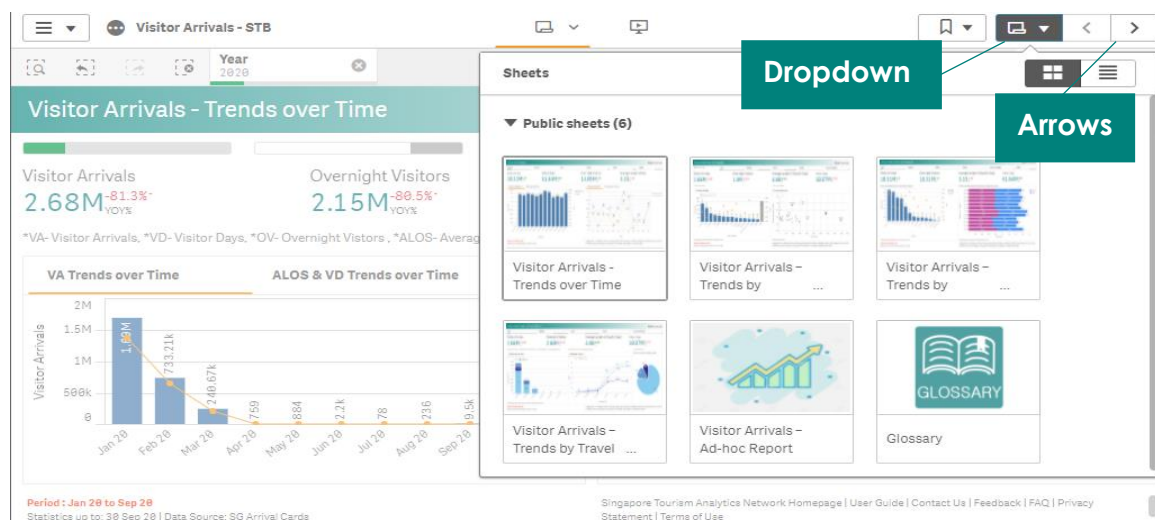 Visitor Arrivals - STB
Year
2020
Sheets
Dropdown
Arrows
Visitor Arrivals - Trends over Time
Public sheets (6)
Visitor Arrivals
2.68M -81.3%
YOY%
Overnight Visitors
2.15M -80.5%
YOY%
*VA- Visitor Arrivals, *VD- Visitor Days, *OV- Overnight Vistors , *ALOS- Averag
VA Trends over Time
ALOS & VD Trends over Time
Visitor Arrivals
2M
1.5M
1M
500k
0
733.21k
240.67k
759
884
2.2k
78
236
9.5k
Jan 20
Feb 20
Mar 20
Apr 20
May 20
Jun 20
Jul 20
Aug 20
Sep 20
Visitor Arrivals -
Trends over Time
Visitor Arrivals –
Trends by ...
Visitor Arrivals –
Trends by ...
Visitor Arrivals –
Trends by Travel ...
Visitor Arrivals –
Ad-hoc Report
GLOSSARY
Glossary
Period : Jan 20 to Sep 20
Statistics up to: 30 Sep 20 | Data Source: SG Arrival Cards
Singapore Tourism Analytics Network Homepage | User Guide | Contact Us | Feedback | FAQ | Privacy
Statement | Terms of Use